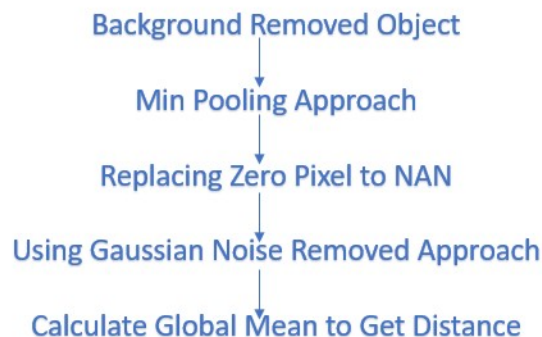 Background Removed Object
Min Pooling Approach
Replacing Zero Pixel to NAN
Using Gaussian Noise Removed Approach
Calculate Global Mean to Get Distance